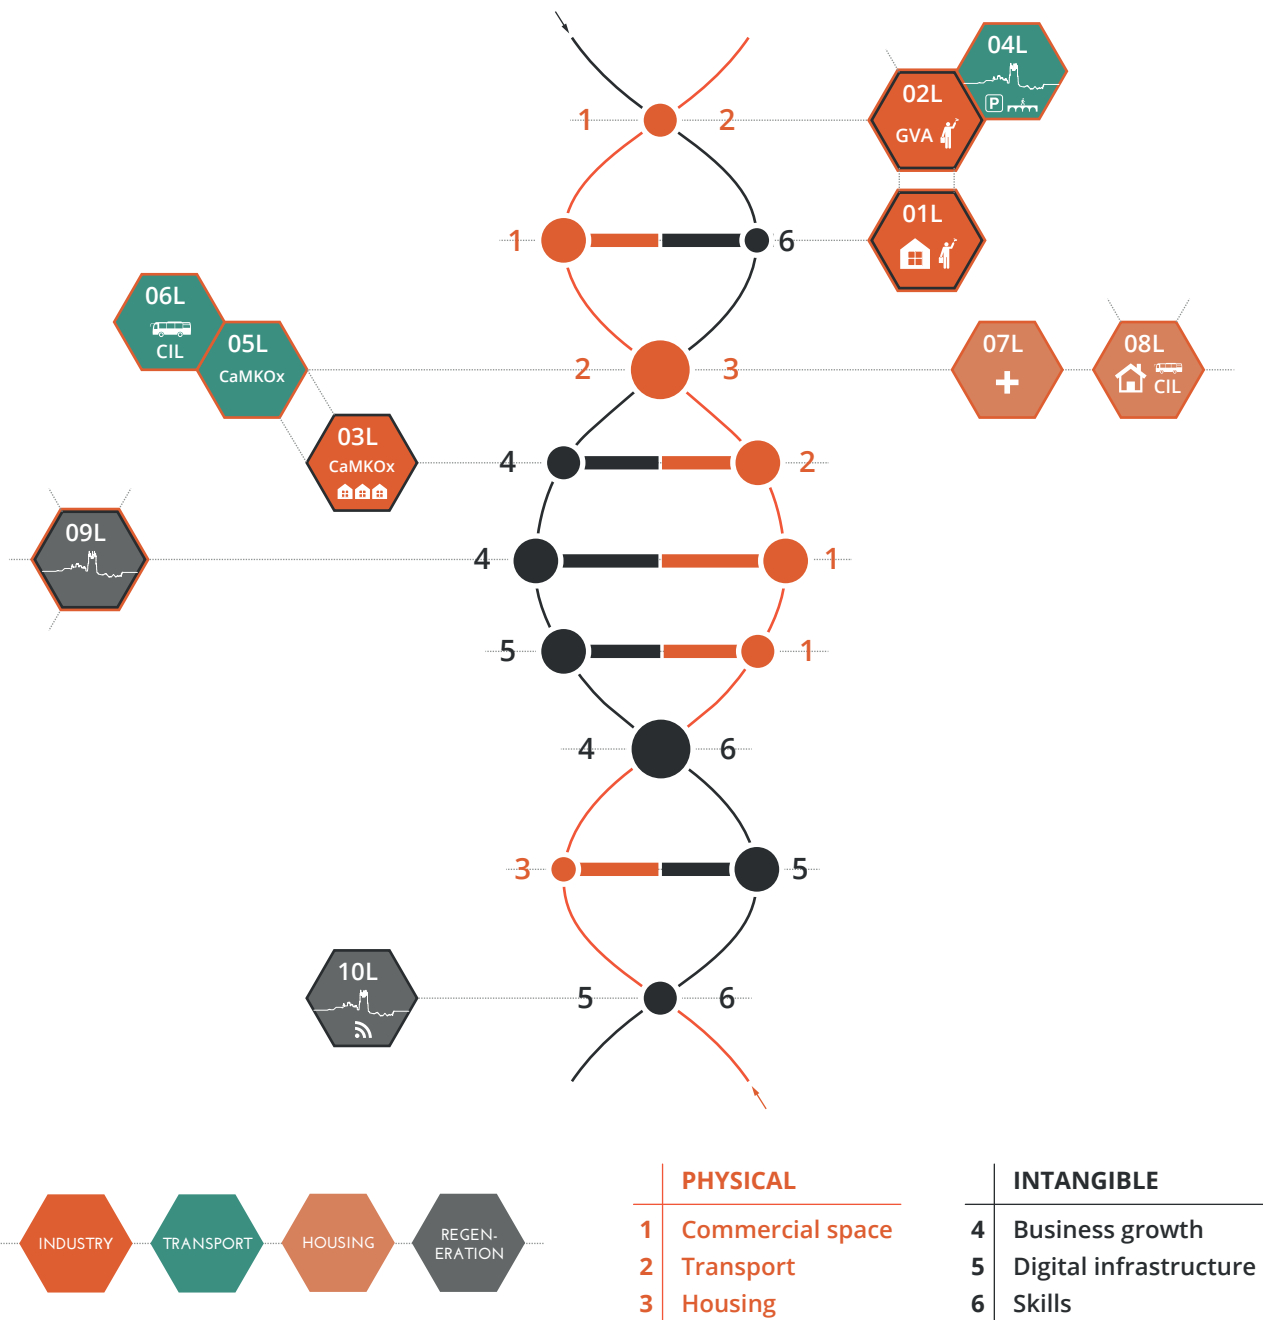 04L
P
02L
GVA
1 2
01L
1 6
06L
CIL
05L
CaMKOx
2 3
07L
+
08L
CIL
03L
CaMKOx
4 2
09L
4 1
5 1
4 6
3 5
10L
5 6
INDUSTRY
TRANSPORT
HOUSING
REGEN-
ERATION
PHYSICAL
1 Commercial space
2 Transport
3 Housing
INTANGIBLE
4 Business growth
5 Digital infrastructure
6 Skills